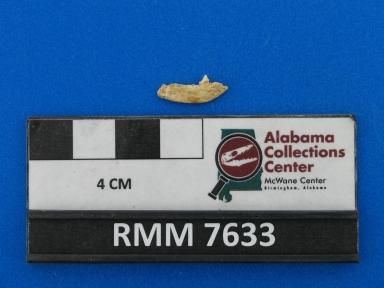 Alabama
Collections
Center
McWane Center
Birmingham, Alabama
4 CM
RMM 7633